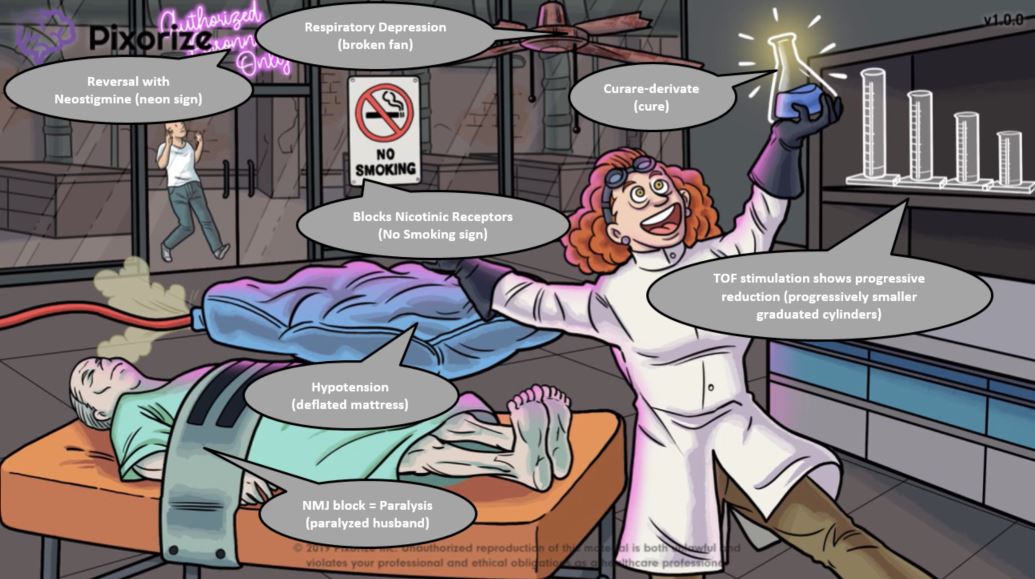 Authorized
Only
Pixorize
v1.0.0
Respiratory Depression
(broken fan)
Reversal with
Neostigmine (neon sign)
Curare-derivate
(cure)
NO
SMOKING
Blocks Nicotinic Receptors
(No Smoking sign)
TOF stimulation shows progressive
reduction (progressively smaller
graduated cylinders)
Hypotension
(deflated mattress)
NMJ block = Paralysis
(paralyzed husband)
© 2019 Pixorize Inc. Unauthorized reproduction of this material is both unlawful and
violates your professional and ethical obligations as a healthcare professional